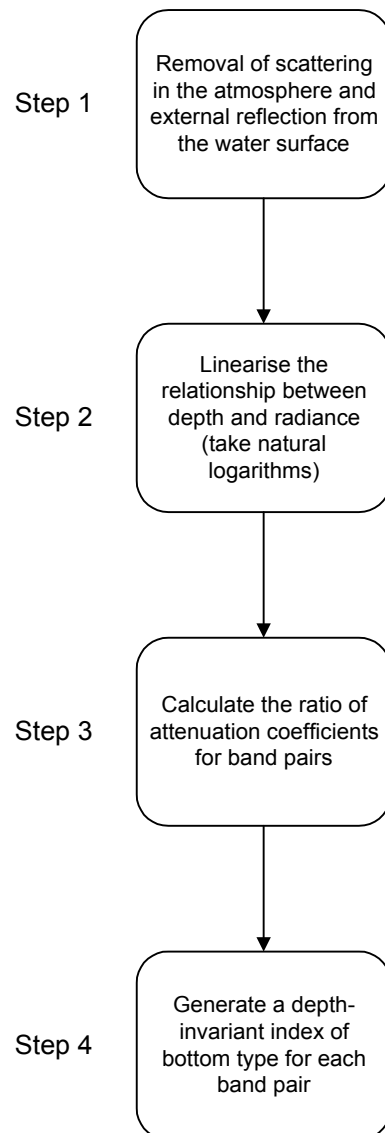 Step 1
Removal of scattering
in the atmosphere and
external reflection from
the water surface
Step 2
Linearise the
relationship between
depth and radiance
(take natural
logarithms)
Step 3
Calculate the ratio of
attenuation coefficients
for band pairs
Step 4
Generate a depth-
invariant index of
bottom type for each
band pair